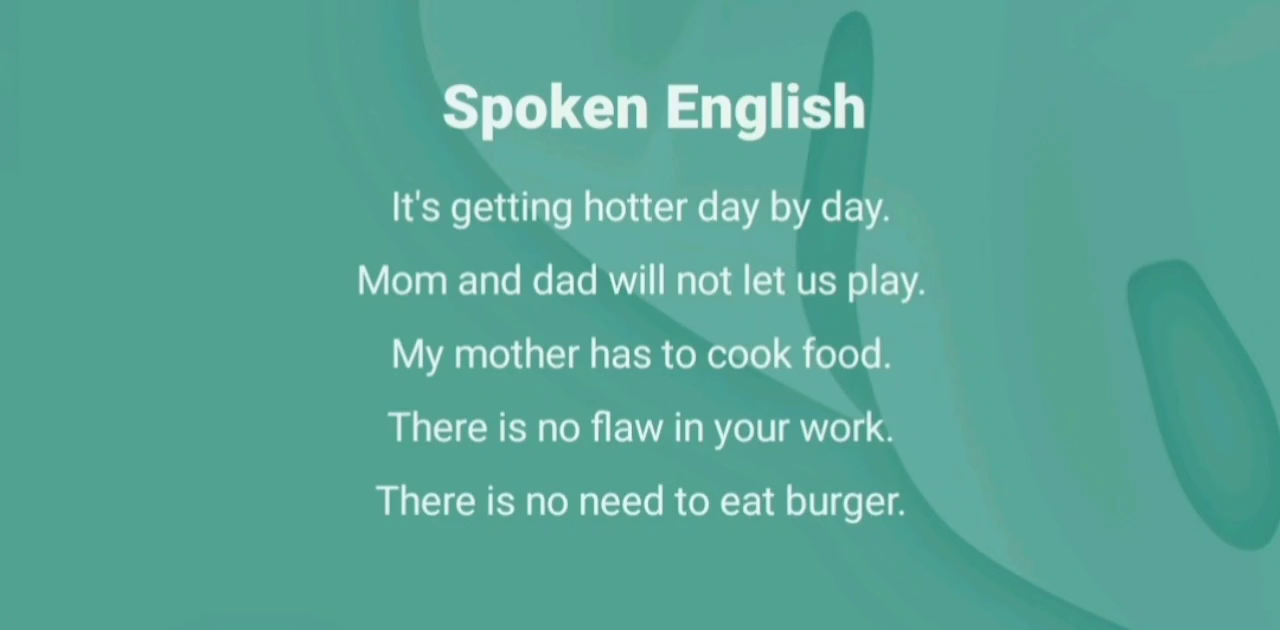 Spoken English
It's getting hotter day by day.
Mom and dad will not let us play.
My mother has to cook food.
There is no flaw in your work.
There is no need to eat burger.